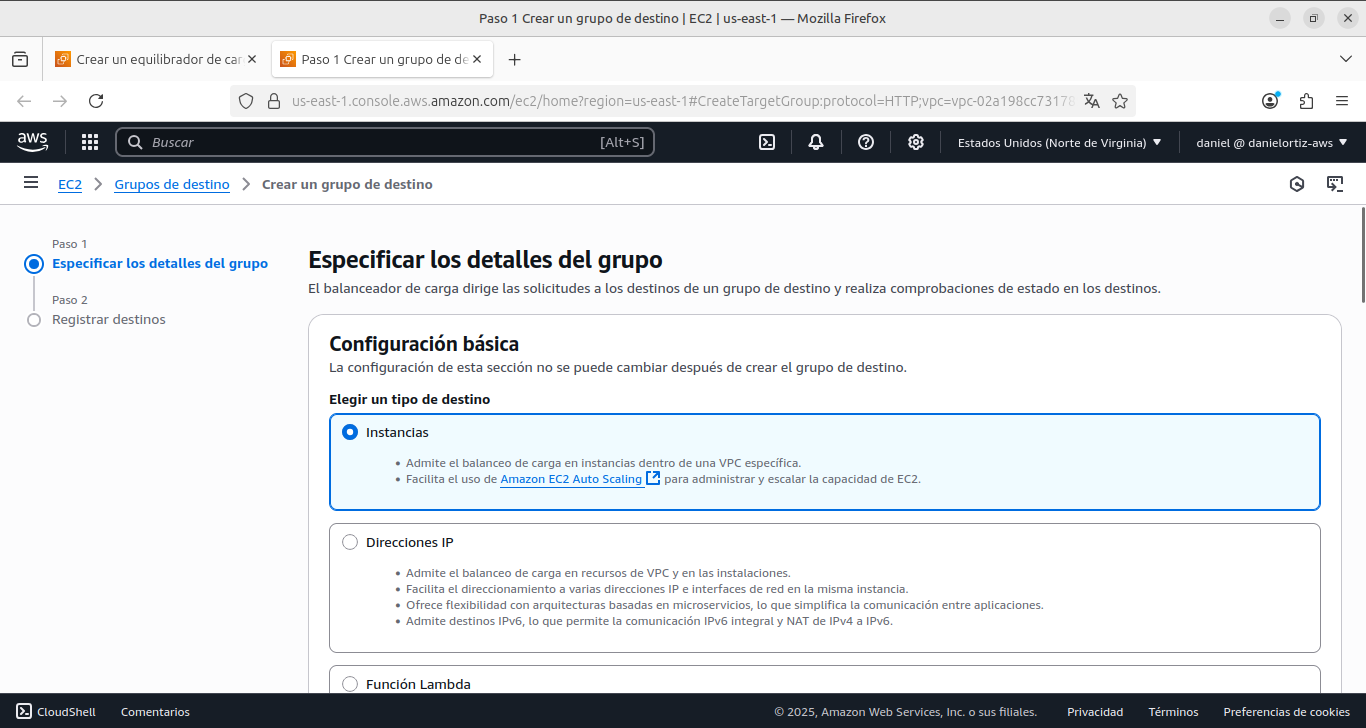 Paso 1 Crear un grupo de destino | EC2 | us-east-1 — Mozilla Firefox
Crear un equilibrador de car
Paso 1 Crear un grupo de de
us-east-1.console.aws.amazon.com/ec2/home?region=us-east-1#CreateTargetGroup:protocol=HTTP;vpc=vpc-02a198cc73178
aws
Buscar
[Alt+S]
Estados Unidos (Norte de Virginia)
daniel @ danielortiz-aws
EC2
Grupos de destino
Crear un grupo de destino
Paso 1
Especificar los detalles del grupo
Paso 2
Registrar destinos
Especificar los detalles del grupo
El balanceador de carga dirige las solicitudes a los destinos de un grupo de destino y realiza comprobaciones de estado en los destinos.
Configuración básica
La configuración de esta sección no se puede cambiar después de crear el grupo de destino.
Elegir un tipo de destino
Instancias
• Admite el balanceo de carga en instancias dentro de una VPC específica.
• Facilita el uso de Amazon EC2 Auto Scaling para administrar y escalar la capacidad de EC2.
Direcciones IP
• Admite el balanceo de carga en recursos de VPC y en las instalaciones.
• Facilita el direccionamiento a varias direcciones IP e interfaces de red en la misma instancia.
• Ofrece flexibilidad con arquitecturas basadas en microservicios, lo que simplifica la comunicación entre aplicaciones.
• Admite destinos IPv6, lo que permite la comunicación IPv6 integral y NAT de IPv4 a IPv6.
Función Lambda
CloudShell
Comentarios
© 2025, Amazon Web Services, Inc. o sus filiales.
Privacidad
Términos
Preferencias de cookies